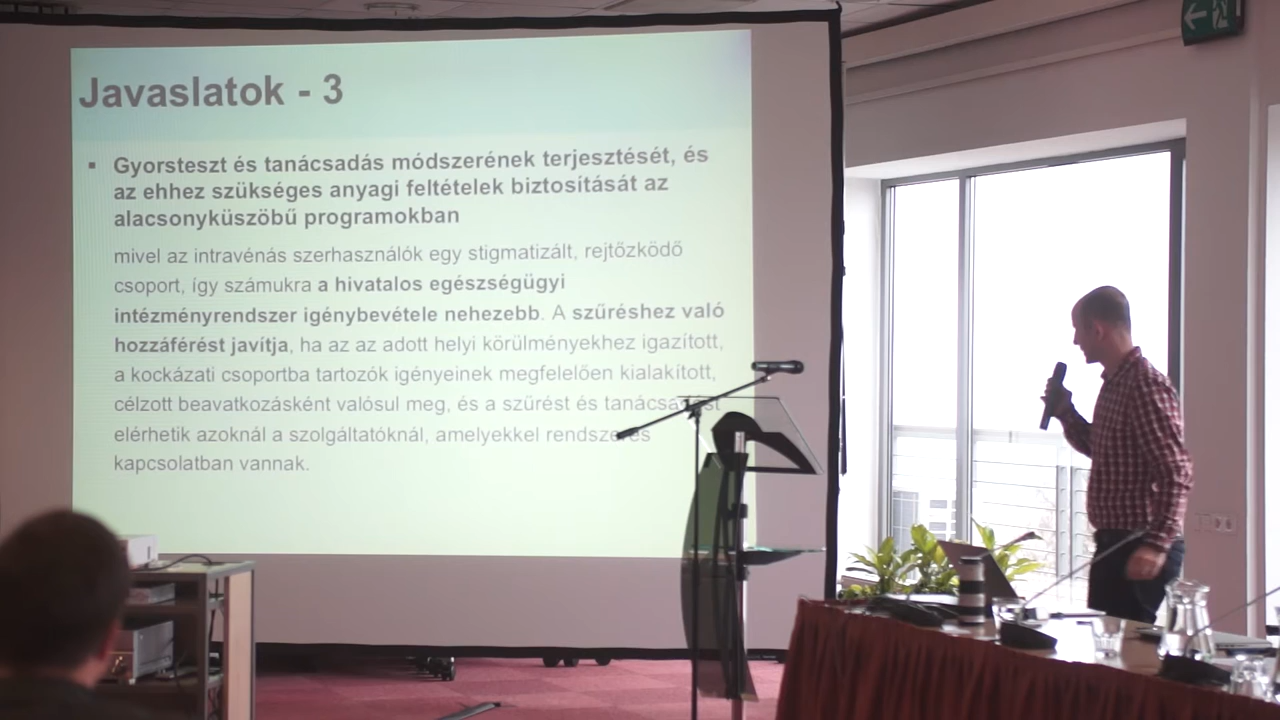 Javaslatok - 3
▪ Gyorsteszt és tanácsadás módszerének terjesztését, és
az ehhez szükséges anyagi feltételek biztosítását az
alacsonyküszöbű programokban
mivel az intravénás szerhasználók egy stigmatizált, rejtőzködő
csoport, így számukra a hivatalos egészségügyi
intézményrendszer igénybevétele nehezebb. A szűréshez való
hozzáférést javítja, ha az az adott helyi körülményekhez igazított,
a kockázati csoportba tartozók igényeinek megfelelően kialakított,
célzott beavatkozásként valósul meg, és a szűrést és tanácsadást
elérhetik azoknál a szolgáltatóknál, amelyekkel rendszeres
kapcsolatban vannak.